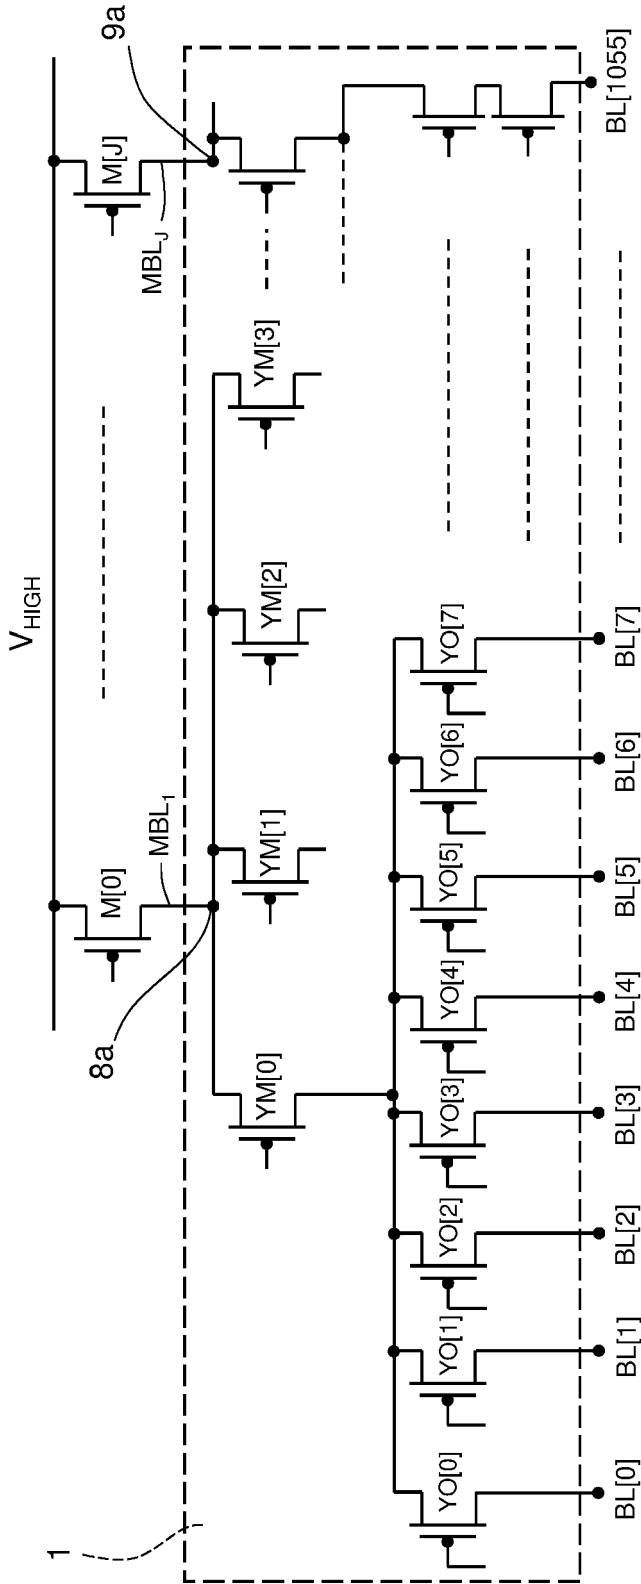 V_HIGH
M[0]
M[J]
MBL₁
MBL_J
8a
9a
YM[0]
YM[1]
YM[2]
YM[3]
YO[0]
YO[1]
YO[2]
YO[3]
YO[4]
YO[5]
YO[6]
YO[7]
BL[0]
BL[1]
BL[2]
BL[3]
BL[4]
BL[5]
BL[6]
BL[7]
BL[1055]
1